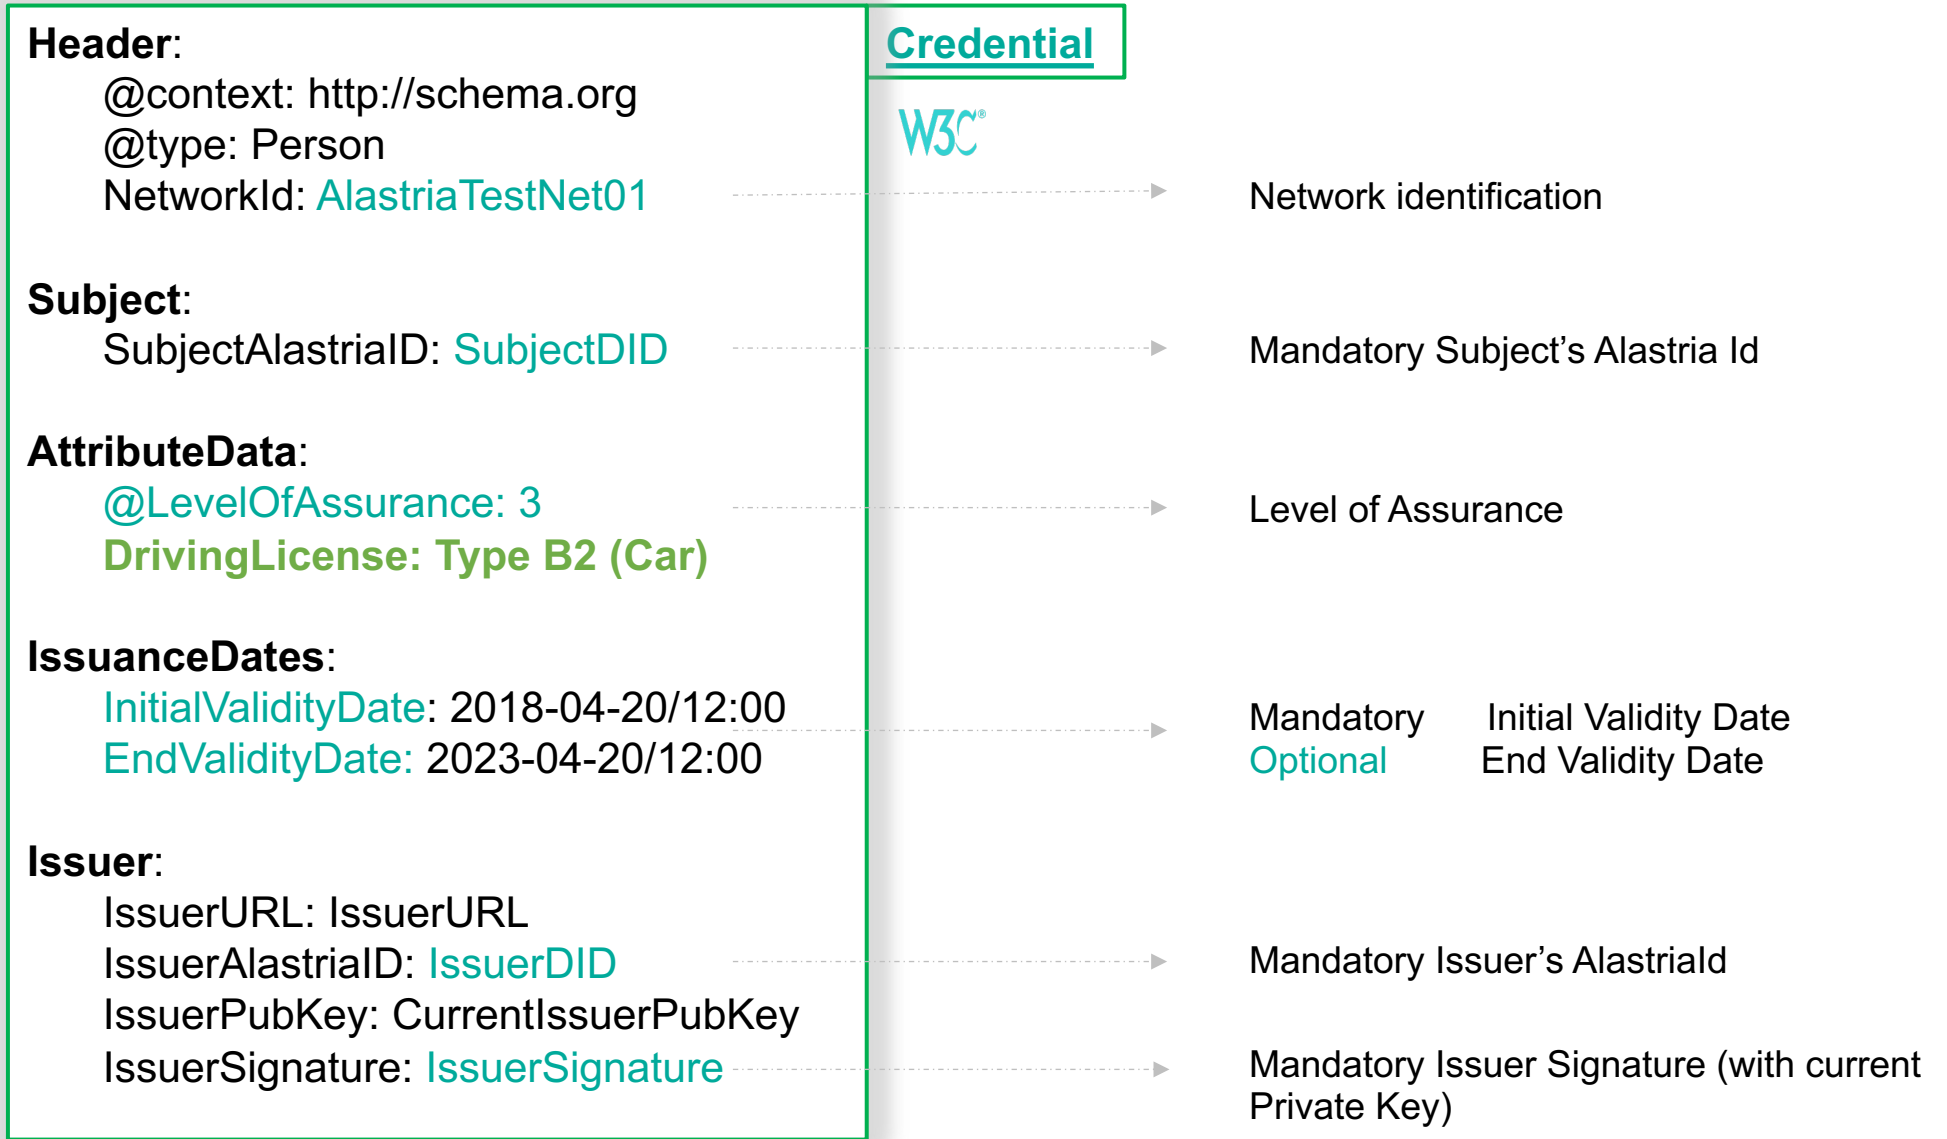 Header:
@context: http://schema.org
@type: Person
NetworkId: AlastriaTestNet01
Subject:
SubjectAlastriaID: SubjectDID
AttributeData:
@LevelOfAssurance: 3
DrivingLicense: Type B2 (Car)
IssuanceDates:
InitialValidityDate: 2018-04-20/12:00
EndValidityDate: 2023-04-20/12:00
Issuer:
IssuerURL: IssuerURL
IssuerAlastriaID: IssuerDID
IssuerPubKey: CurrentIssuerPubKey
IssuerSignature: IssuerSignature
Credential
W3C®
Network identification
Mandatory Subject’s Alastria Id
Level of Assurance
Mandatory Initial Validity Date
Optional End Validity Date
Mandatory Issuer’s AlastriaId
Mandatory Issuer Signature (with current
Private Key)